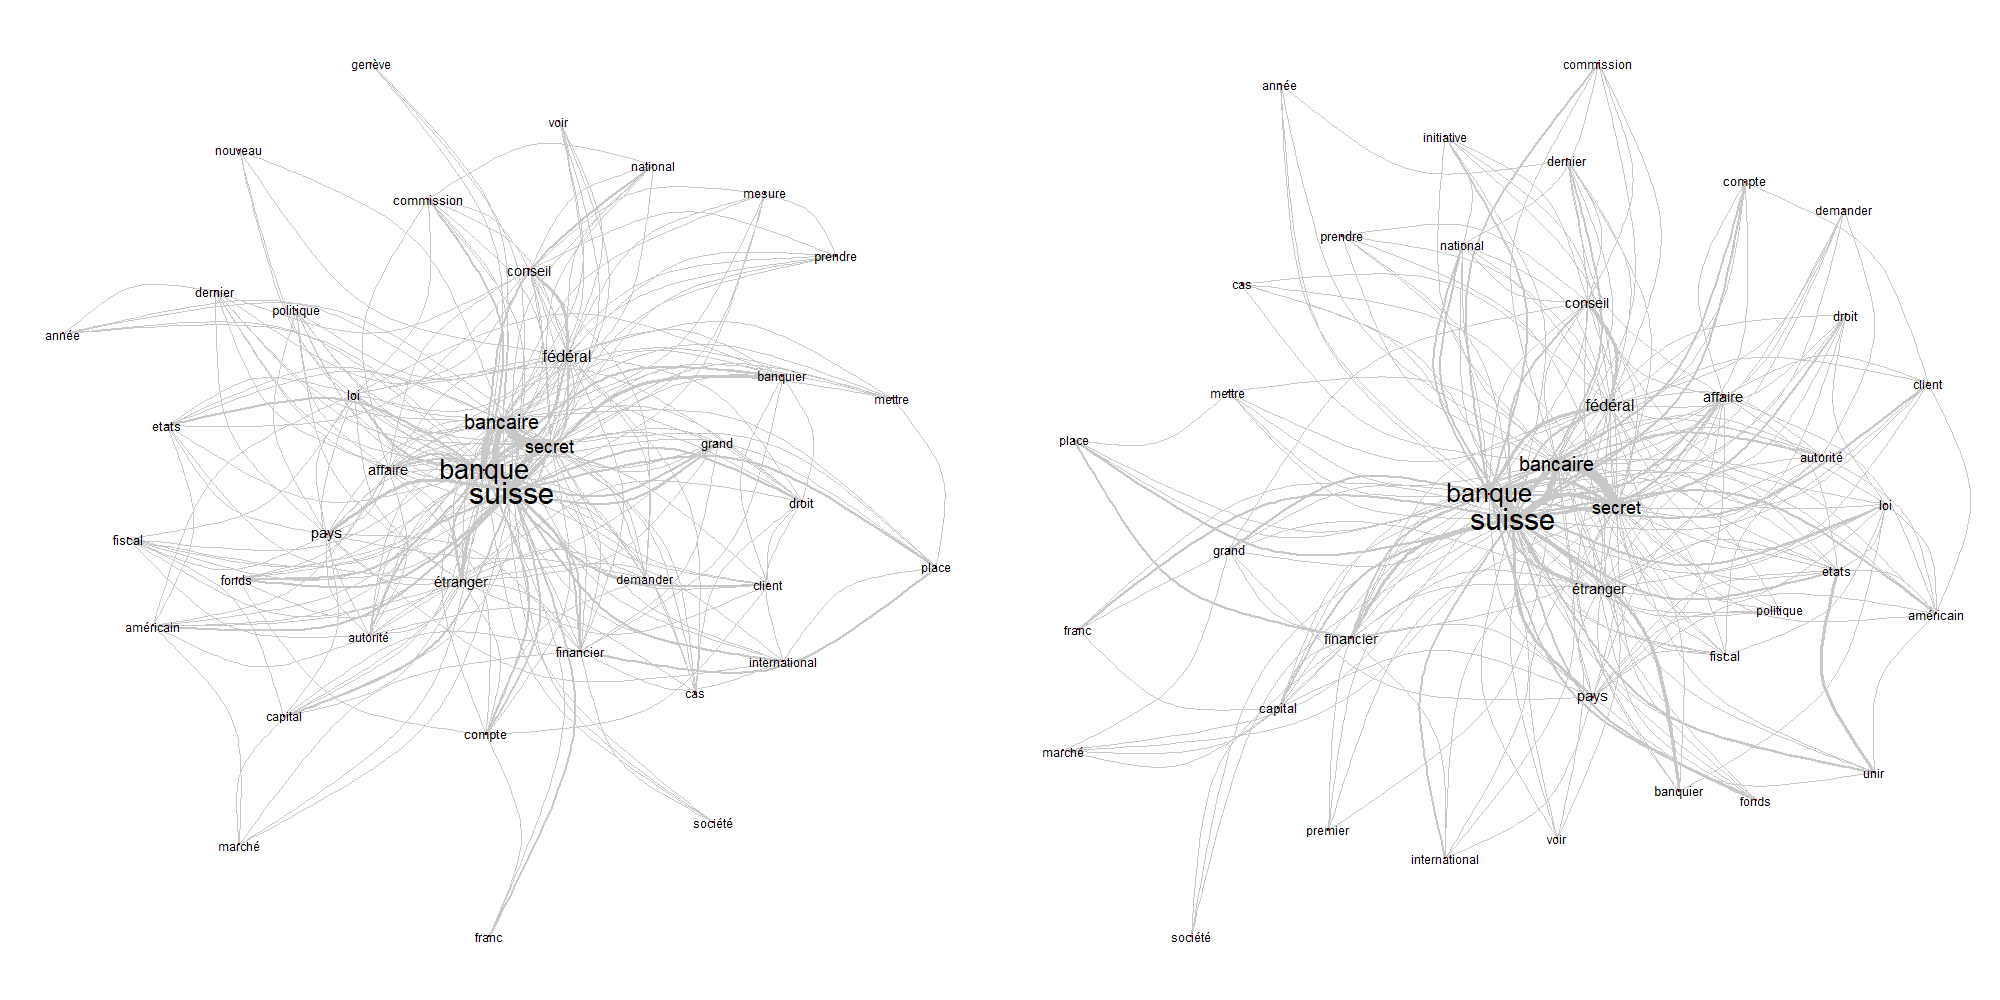 genève
voir
nouveau
national
mesure
commission
prendre
conseil
dernier
politique
année
fédéral
banquier
loi
mettre
bancaire
etats
secret
grand
affaire
banque
suisse
droit
pays
fiscal
place
fonds
étranger
demander
client
américain
autorité
financier
international
cas
capital
compte
société
marché
franc
commission
année
initiative
dernier
compte
demander
prendre
national
cas
conseil
droit
client
mettre
affaire
fédéral
place
autorité
bancaire
banque
loi
secret
suisse
grand
etats
étranger
politique
américain
franc
financier
fiscal
pays
capital
marché
unir
banquier
fonds
premier
voir
international
société